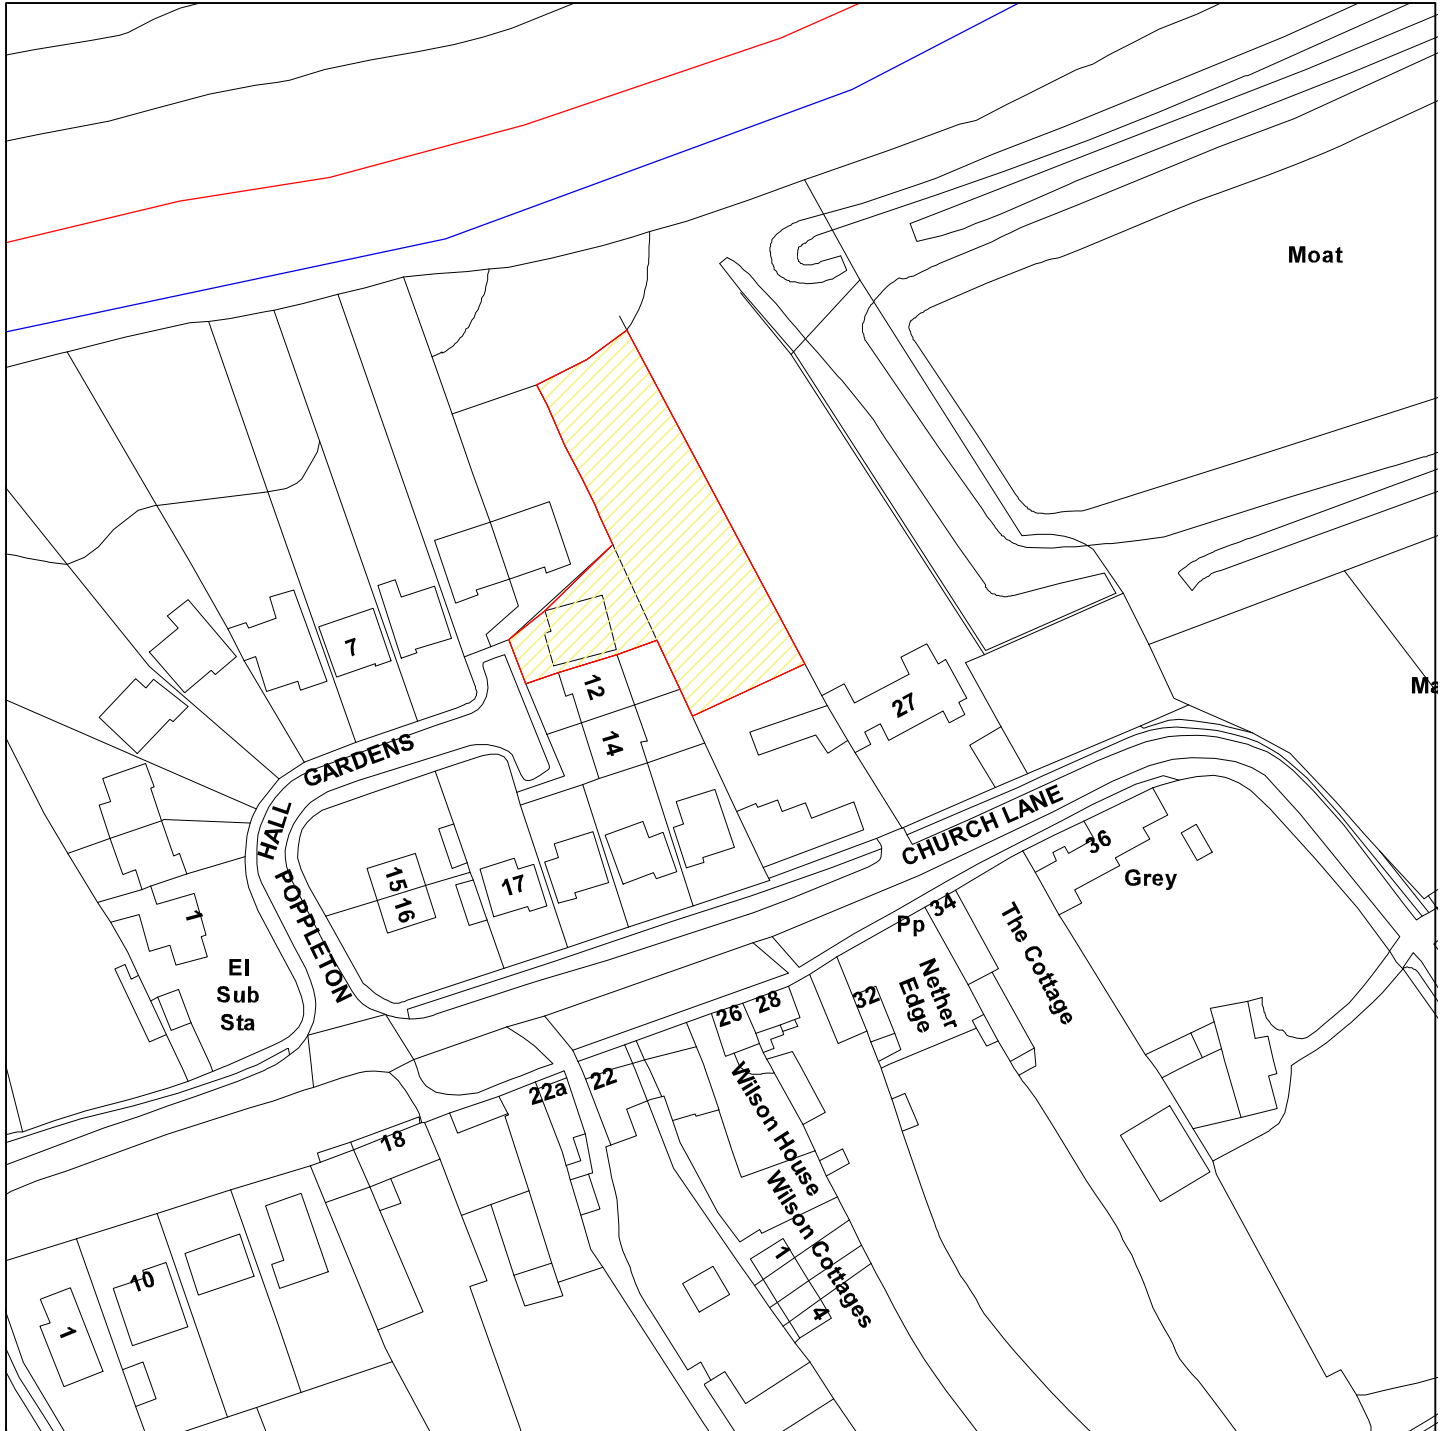 Moat
7
Ma
12
27
14
GARDENS
HALL
POPPLETON
CHURCH LANE
36
Grey
15
16
17
34
Pp
The Cottage
1
El
Sub
Sta
Nether
Edge
32
28
26
22
22a
18
Wilson House
Wilson Cottages
1
4
10
1